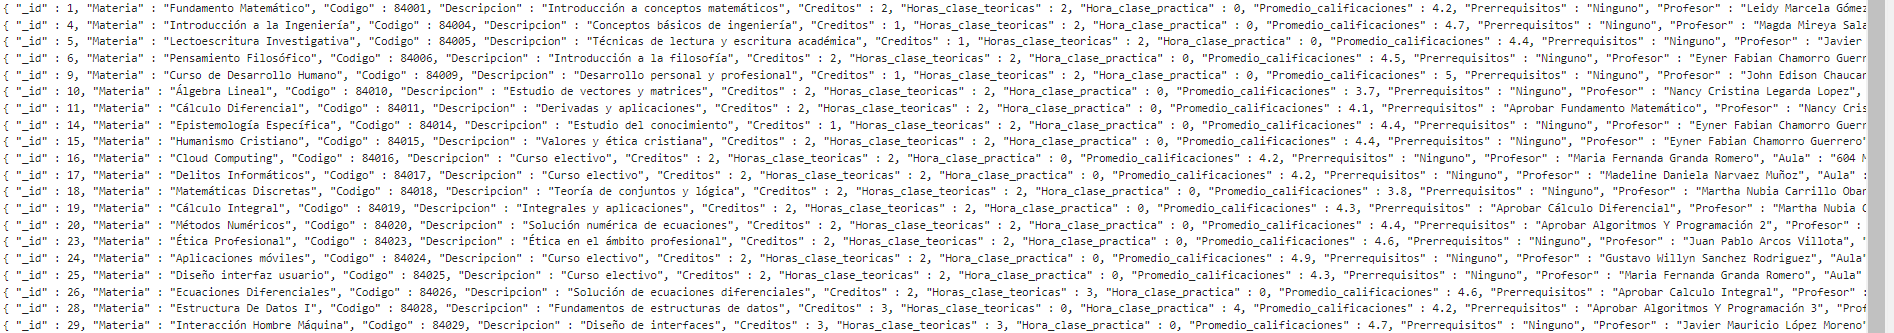 { "_id" : 1, "Materia" : "Fundamento Matemático", "Codigo" : 84001, "Descripcion" : "Introducción a conceptos matemáticos", "Creditos" : 2, "Horas_clase_teoricas" : 2, "Hora_clase_practica" : 0, "Promedio_calificaciones" : 4.2, "Prerrequisitos" : "Ninguno", "Profesor" : "Leidy Marcela Góme
{ "_id" : 4, "Materia" : "Introducción a la Ingeniería", "Codigo" : 84004, "Descripcion" : "Conceptos básicos de ingeniería", "Creditos" : 1, "Horas_clase_teoricas" : 2, "Hora_clase_practica" : 0, "Promedio_calificaciones" : 4.7, "Prerrequisitos" : "Ninguno", "Profesor" : "Magda Mireya Sala
{ "_id" : 5, "Materia" : "Lectoescritura Investigativa", "Codigo" : 84005, "Descripcion" : "Técnicas de lectura y escritura académica", "Creditos" : 1, "Horas_clase_teoricas" : 2, "Hora_clase_practica" : 0, "Promedio_calificaciones" : 4.4, "Prerrequisitos" : "Ninguno", "Profesor" : "Javier
{ "_id" : 6, "Materia" : "Pensamiento Filosófico", "Codigo" : 84006, "Descripcion" : "Introducción a la filosofía", "Creditos" : 2, "Horas_clase_teoricas" : 2, "Hora_clase_practica" : 0, "Promedio_calificaciones" : 4.5, "Prerrequisitos" : "Ninguno", "Profesor" : "Eyner Fabian Chamorro Guerr
{ "_id" : 9, "Materia" : "Curso de Desarrollo Humano", "Codigo" : 84009, "Descripcion" : "Desarrollo personal y profesional", "Creditos" : 1, "Horas_clase_teoricas" : 2, "Hora_clase_practica" : 0, "Promedio_calificaciones" : 5, "Prerrequisitos" : "Ninguno", "Profesor" : "John Edison Chaucan
{ "_id" : 10, "Materia" : "Álgebra Lineal", "Codigo" : 84010, "Descripcion" : "Estudio de vectores y matrices", "Creditos" : 2, "Horas_clase_teoricas" : 2, "Hora_clase_practica" : 0, "Promedio_calificaciones" : 3.7, "Prerrequisitos" : "Ninguno", "Profesor" : "Nancy Cristina Legarda Lopez",
{ "_id" : 11, "Materia" : "Cálculo Diferencial", "Codigo" : 84011, "Descripcion" : "Derivadas y aplicaciones", "Creditos" : 2, "Horas_clase_teoricas" : 2, "Hora_clase_practica" : 0, "Promedio_calificaciones" : 4.1, "Prerrequisitos" : "Aprobar Fundamento Matemático", "Profesor" : "Nancy Cris
{ "_id" : 14, "Materia" : "Epistemología Específica", "Codigo" : 84014, "Descripcion" : "Estudio del conocimiento", "Creditos" : 1, "Horas_clase_teoricas" : 2, "Hora_clase_practica" : 0, "Promedio_calificaciones" : 4.4, "Prerrequisitos" : "Ninguno", "Profesor" : "Eyner Fabian Chamorro Guerr
{ "_id" : 15, "Materia" : "Humanismo Cristiano", "Codigo" : 84015, "Descripcion" : "Valores y ética cristiana", "Creditos" : 2, "Horas_clase_teoricas" : 2, "Hora_clase_practica" : 0, "Promedio_calificaciones" : 4.4, "Prerrequisitos" : "Ninguno", "Profesor" : "Eyner Fabian Chamorro Guerrero"
{ "_id" : 16, "Materia" : "Cloud Computing", "Codigo" : 84016, "Descripcion" : "Curso electivo", "Creditos" : 2, "Horas_clase_teoricas" : 2, "Hora_clase_practica" : 0, "Promedio_calificaciones" : 4.2, "Prerrequisitos" : "Ninguno", "Profesor" : "Maria Fernanda Granda Romero", "Aula" : "604 M
{ "_id" : 17, "Materia" : "Delitos Informáticos", "Codigo" : 84017, "Descripcion" : "Curso electivo", "Creditos" : 2, "Horas_clase_teoricas" : 2, "Hora_clase_practica" : 0, "Promedio_calificaciones" : 4.2, "Prerrequisitos" : "Ninguno", "Profesor" : "Madeline Daniela Narvaez Muñoz", "Aula" :
{ "_id" : 18, "Materia" : "Matemáticas Discretas", "Codigo" : 84018, "Descripcion" : "Teoría de conjuntos y lógica", "Creditos" : 2, "Horas_clase_teoricas" : 2, "Hora_clase_practica" : 0, "Promedio_calificaciones" : 3.8, "Prerrequisitos" : "Ninguno", "Profesor" : "Martha Nubia Carrillo Oban
{ "_id" : 19, "Materia" : "Cálculo Integral", "Codigo" : 84019, "Descripcion" : "Integrales y aplicaciones", "Creditos" : 2, "Horas_clase_teoricas" : 2, "Hora_clase_practica" : 0, "Promedio_calificaciones" : 4.3, "Prerrequisitos" : "Aprobar Cálculo Diferencial", "Profesor" : "Martha Nubia C
{ "_id" : 20, "Materia" : "Métodos Numéricos", "Codigo" : 84020, "Descripcion" : "Solución numérica de ecuaciones", "Creditos" : 2, "Horas_clase_teoricas" : 2, "Hora_clase_practica" : 0, "Promedio_calificaciones" : 4.4, "Prerrequisitos" : "Aprobar Algoritmos Y Programación 2", "Profesor" :
{ "_id" : 23, "Materia" : "Ética Profesional", "Codigo" : 84023, "Descripcion" : "Ética en el ámbito profesional", "Creditos" : 2, "Horas_clase_teoricas" : 2, "Hora_clase_practica" : 0, "Promedio_calificaciones" : 4.6, "Prerrequisitos" : "Ninguno", "Profesor" : "Juan Pablo Arcos Villota", "
{ "_id" : 24, "Materia" : "Aplicaciones móviles", "Codigo" : 84024, "Descripcion" : "Curso electivo", "Creditos" : 2, "Horas_clase_teoricas" : 2, "Hora_clase_practica" : 0, "Promedio_calificaciones" : 4.9, "Prerrequisitos" : "Ninguno", "Profesor" : "Gustavo Willyn Sanchez Rodriguez", "Aula"
{ "_id" : 25, "Materia" : "Diseño interfaz usuario", "Codigo" : 84025, "Descripcion" : "Curso electivo", "Creditos" : 2, "Horas_clase_teoricas" : 2, "Hora_clase_practica" : 0, "Promedio_calificaciones" : 4.3, "Prerrequisitos" : "Ninguno", "Profesor" : "Maria Fernanda Granda Romero", "Aula"
{ "_id" : 26, "Materia" : "Ecuaciones Diferenciales", "Codigo" : 84026, "Descripcion" : "Solución de ecuaciones diferenciales", "Creditos" : 2, "Horas_clase_teoricas" : 3, "Hora_clase_practica" : 0, "Promedio_calificaciones" : 4.6, "Prerrequisitos" : "Aprobar Calculo Integral", "Profesor" :
{ "_id" : 28, "Materia" : "Estructura De Datos I", "Codigo" : 84028, "Descripcion" : "Fundamentos de estructuras de datos", "Creditos" : 3, "Horas_clase_teoricas" : 0, "Hora_clase_practica" : 4, "Promedio_calificaciones" : 4.2, "Prerrequisitos" : "Aprobar Algoritmos Y Programación 3", "Prof
{ "_id" : 29, "Materia" : "Interacción Hombre Máquina", "Codigo" : 84029, "Descripcion" : "Diseño de interfaces", "Creditos" : 3, "Horas_clase_teoricas" : 3, "Hora_clase_practica" : 0, "Promedio_calificaciones" : 4.7, "Prerrequisitos" : "Ninguno", "Profesor" : "Javier Mauricio López Moreno"